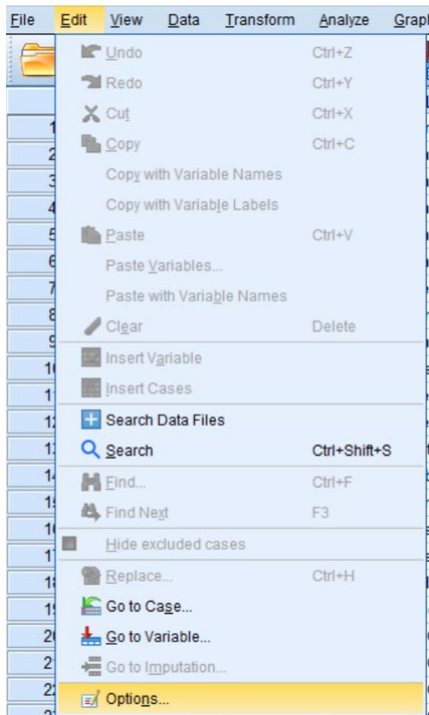 File Edit View Data Transform Analyze
Undo Ctrl+Z
Redo Ctrl+Y
Cut Ctrl+X
Copy Ctrl+C
Copy with Variable Names
Copy with Variable Labels
Paste Ctrl+V
Paste Variables...
Paste with Variable Names
Clear Delete
Insert Variable
Insert Cases
Search Data Files
Search Ctrl+Shift+S
Find... Ctrl+F
Find Next F3
Hide excluded cases
Replace... Ctrl+H
Go to Case...
Go to Variable...
Go to Imputation...
Options...